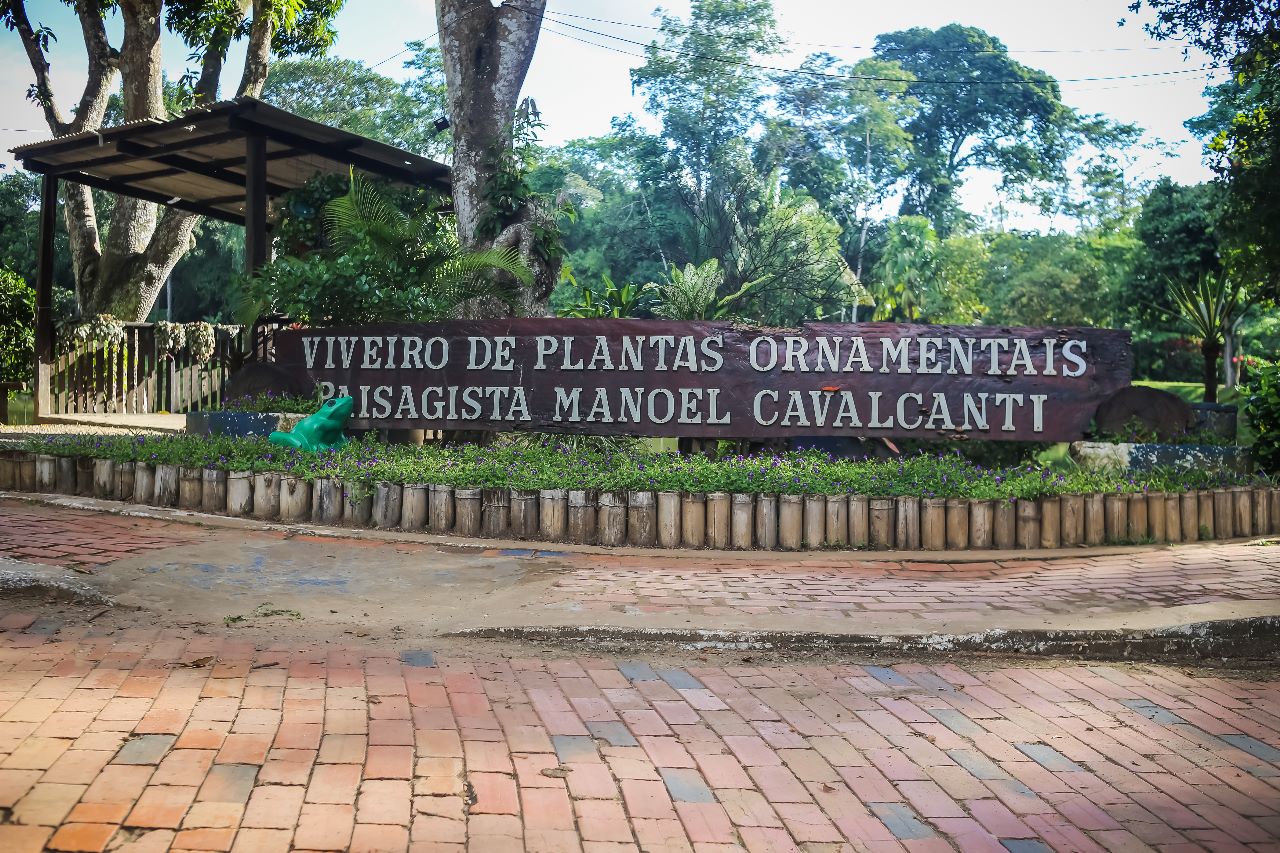 VIVEIRO DE PLANTAS ORNAMENTAIS
PAISAGISTA MANOEL CAVALCANTI